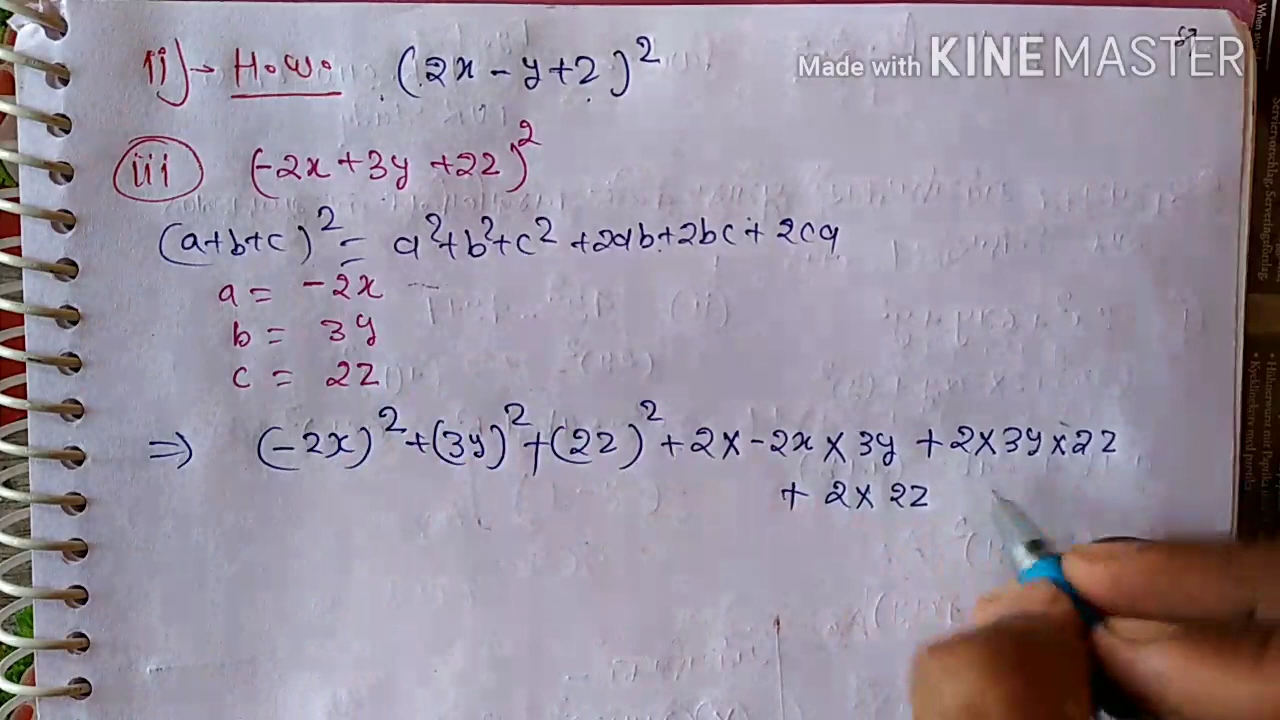 Made with KINEMASTER
ii) → H.W. (2x - y + z)²
iii (-2x + 3y + 2z)²
(a+b+c)² = a² + b² + c² + 2ab + 2bc + 2ca
a = -2x
b = 3y
c = 2z
⇒ (-2x)² + (3y)² + (2z)² + 2 × -2x × 3y + 2 × 3y × 2z
+ 2 × 2z